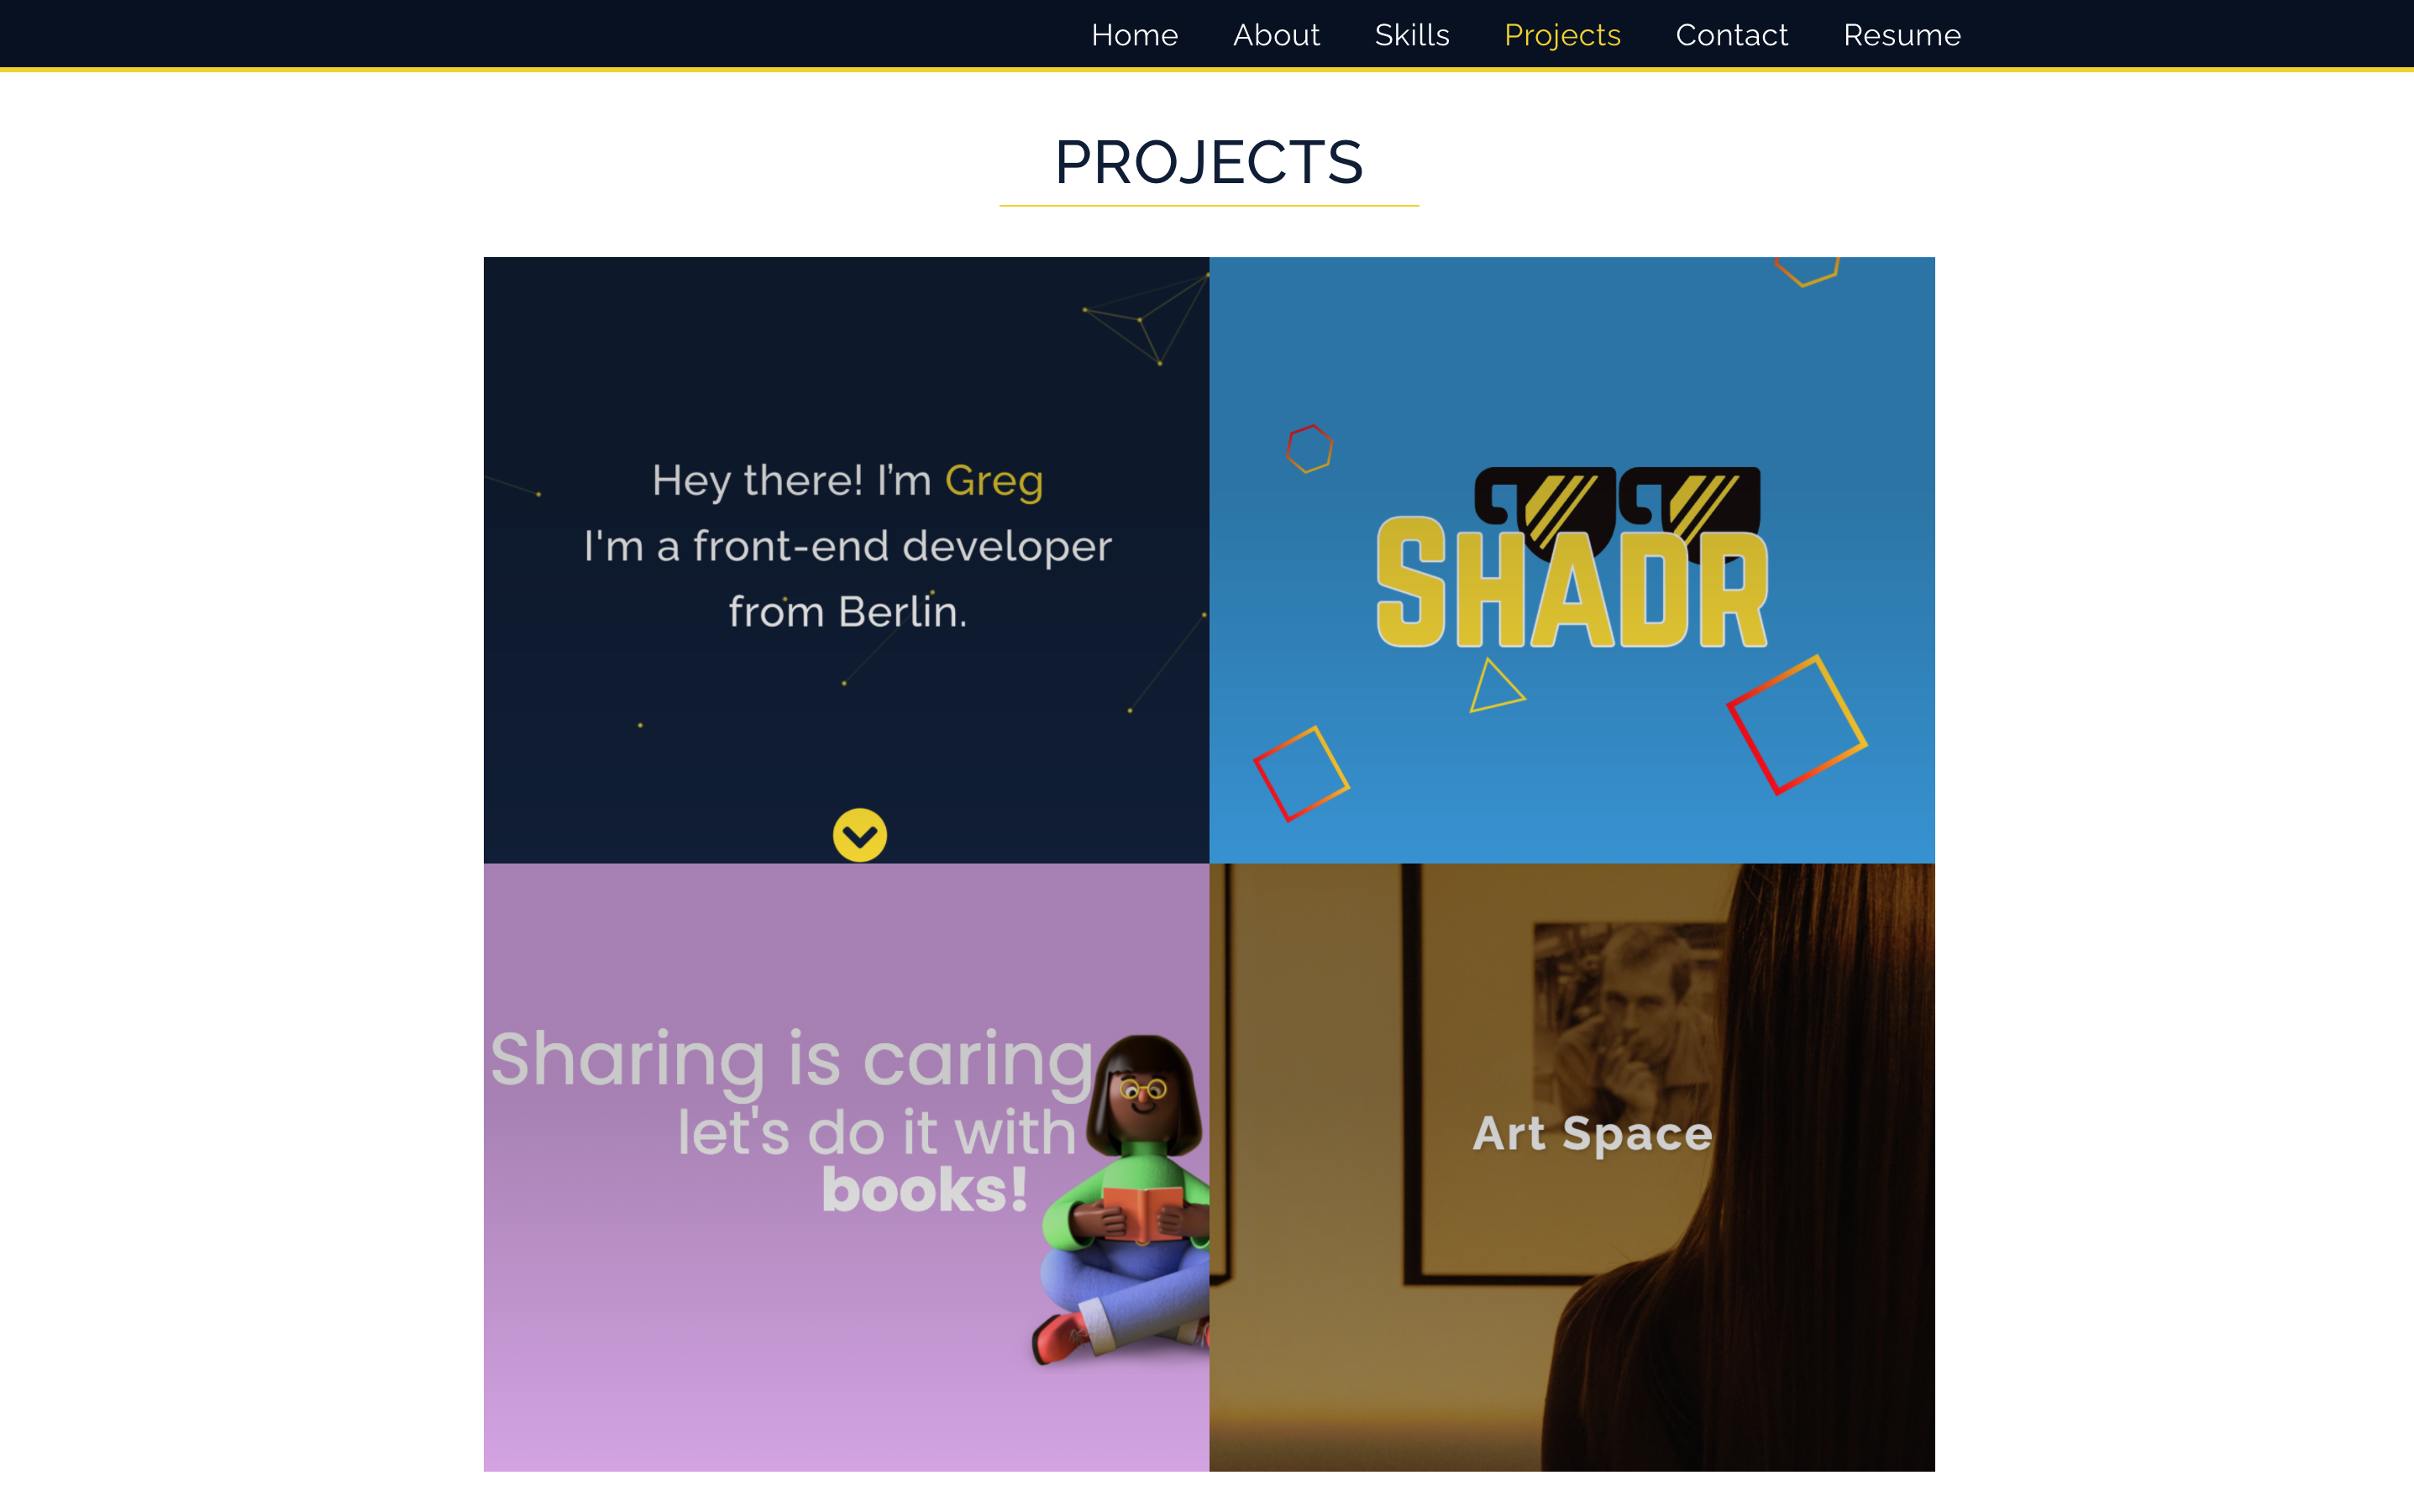 Home About Skills Projects Contact Resume
PROJECTS
Hey there! I’m Greg
I'm a front-end developer
from Berlin.
SHADR
Sharing is caring
let's do it with
books!
Art Space